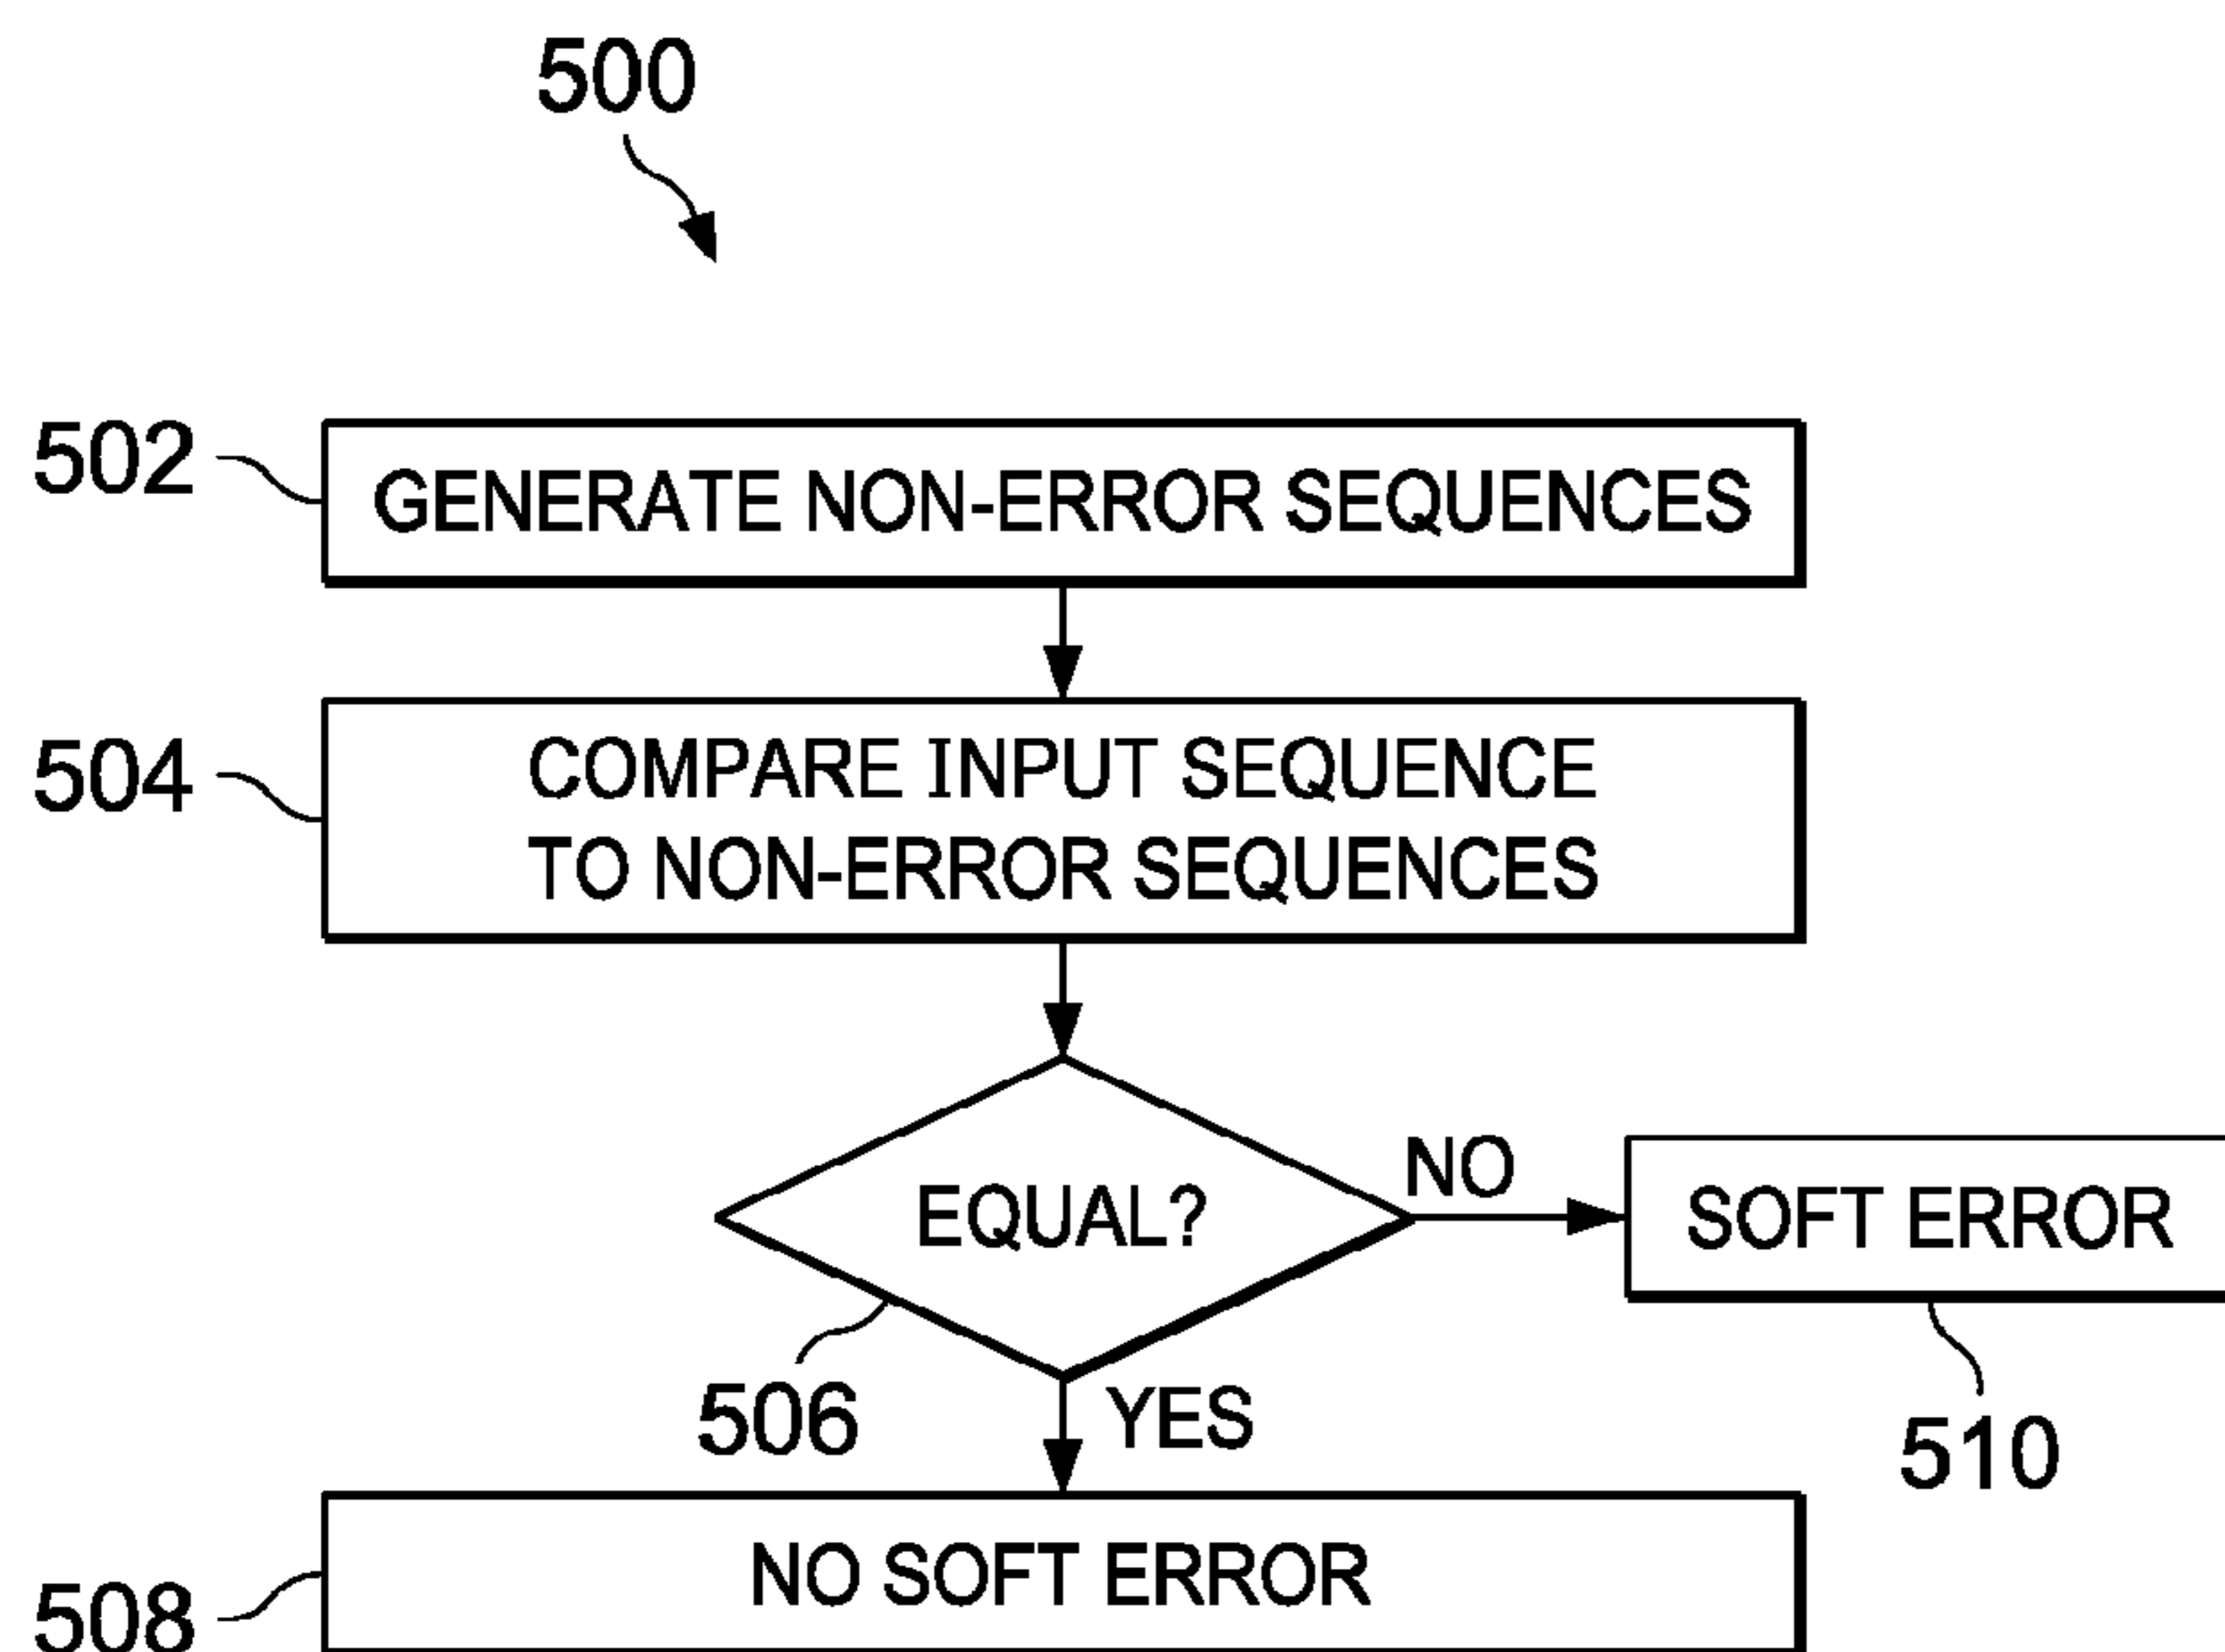 500
502
GENERATE NON-ERROR SEQUENCES
504
COMPARE INPUT SEQUENCE
TO NON-ERROR SEQUENCES
EQUAL?
NO
SOFT ERROR
506
YES
510
508
NO SOFT ERROR